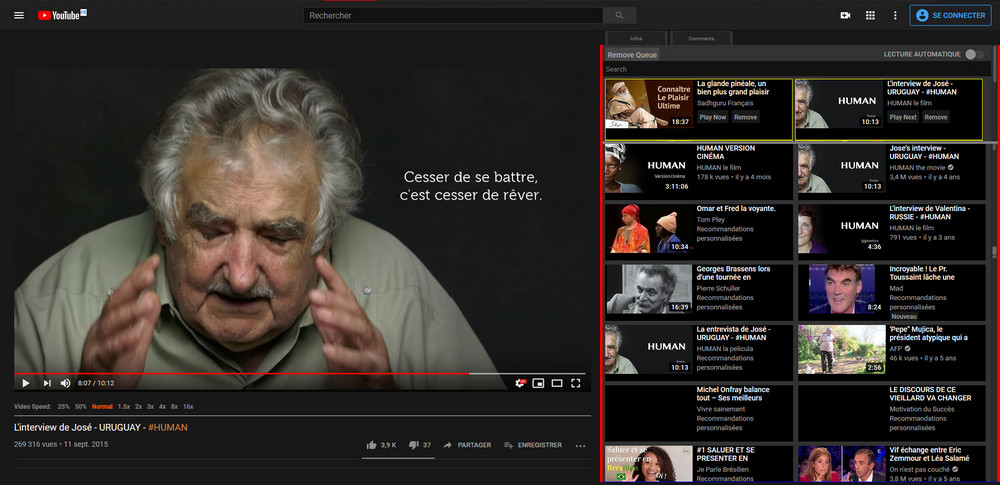 YouTube FR
Rechercher
SE CONNECTER
Infos
Comments
Remove Queue
LECTURE AUTOMATIQUE
Search
Connaître
Le Plaisir
Ultime
18:37
La glande pinéale, un
bien plus grand plaisir
Sadhguru Français
Play Now
Remove
HUMAN
10:13
L'interview de José -
URUGUAY - #HUMAN
HUMAN le film
Play Next
Remove
HUMAN
Version cinéma
3:11:06
HUMAN VERSION
CINÉMA
HUMAN le film
178 k vues • il y a 4 mois
HUMAN
10:13
Jose's interview -
URUGUAY - #HUMAN
HUMAN the movie
3,4 M vues • il y a 4 ans
10:34
Omar et Fred la voyante.
Tom Pley
Recommandations
personnalisées
HUMAN
4:36
L'interview de Valentina -
RUSSIE - #HUMAN
HUMAN le film
791 vues • il y a 3 ans
16:39
Georges Brassens lors
d'une tournée en
Pierre Schuller
Recommandations
personnalisées
8:24
Incroyable ! Le Pr.
Toussaint lâche une
Mad
Recommandations
personnalisées
Nouveau
HUMAN
10:13
La entrevista de José -
URUGUAY - #HUMAN
HUMAN la película
Recommandations
personnalisées
2:56
"Pepe" Mujica, le
président atypique qui a
AFP
46 k vues • il y a 5 ans
Michel Onfray balance
tout – Ses meilleurs
Vivre sainement
Recommandations
personnalisées
LE DISCOURS DE CE
VIEILLARD VA CHANGER
Motivation du Succès
Recommandations
personnalisées
Saluer et se
présenter en
Brésilien
Oi!
#1 SALUER ET SE
PRESENTER EN
Je Parle Brésilien
Vif échange entre Eric
Zemmour et Léa Salamé
On n'est pas couché
3,8 M vues • il y a 5 ans
Cesser de se battre,
c'est cesser de rêver.
8:07 / 10:12
Video Speed: 25% 50% Normal 1.5x 2x 3x 4x 8x 16x
L'interview de José - URUGUAY - #HUMAN
269 316 vues • 11 sept. 2015
3,9 K
37
PARTAGER
ENREGISTRER